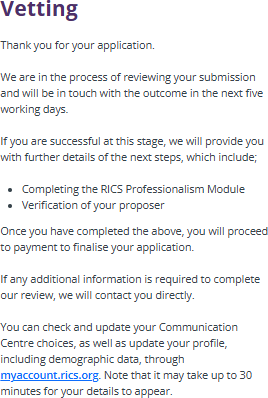 Vetting
Thank you for your application.
We are in the process of reviewing your submission
and will be in touch with the outcome in the next five
working days.
If you are successful at this stage, we will provide you
with further details of the next steps, which include;
• Completing the RICS Professionalism Module
• Verification of your proposer
Once you have completed the above, you will proceed
to payment to finalise your application.
If any additional information is required to complete
our review, we will contact you directly.
You can check and update your Communication
Centre choices, as well as update your profile,
including demographic data, through
myaccount.rics.org. Note that it may take up to 30
minutes for your details to appear.